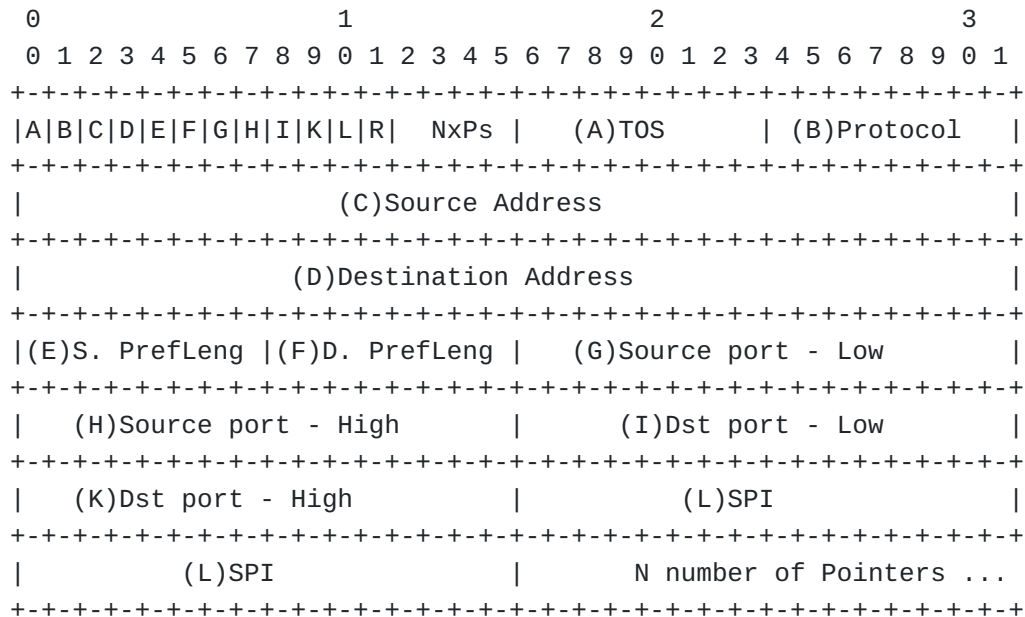 0                   1                   2                   3
 0 1 2 3 4 5 6 7 8 9 0 1 2 3 4 5 6 7 8 9 0 1 2 3 4 5 6 7 8 9 0 1
+-+-+-+-+-+-+-+-+-+-+-+-+-+-+-+-+-+-+-+-+-+-+-+-+-+-+-+-+-+-+-+-+
|A|B|C|D|E|F|G|H|I|K|L|R|  NxPs |   (A)TOS      | (B)Protocol   |
+-+-+-+-+-+-+-+-+-+-+-+-+-+-+-+-+-+-+-+-+-+-+-+-+-+-+-+-+-+-+-+-+
|                    (C)Source Address                          |
+-+-+-+-+-+-+-+-+-+-+-+-+-+-+-+-+-+-+-+-+-+-+-+-+-+-+-+-+-+-+-+-+
|                 (D)Destination Address                        |
+-+-+-+-+-+-+-+-+-+-+-+-+-+-+-+-+-+-+-+-+-+-+-+-+-+-+-+-+-+-+-+-+
|(E)S. PrefLeng |(F)D. PrefLeng |   (G)Source port - Low        |
+-+-+-+-+-+-+-+-+-+-+-+-+-+-+-+-+-+-+-+-+-+-+-+-+-+-+-+-+-+-+-+-+
|   (H)Source port - High       |      (I)Dst port - Low        |
+-+-+-+-+-+-+-+-+-+-+-+-+-+-+-+-+-+-+-+-+-+-+-+-+-+-+-+-+-+-+-+-+
|   (K)Dst port - High          |          (L)SPI               |
+-+-+-+-+-+-+-+-+-+-+-+-+-+-+-+-+-+-+-+-+-+-+-+-+-+-+-+-+-+-+-+-+
|          (L)SPI               |       N number of Pointers ...
+-+-+-+-+-+-+-+-+-+-+-+-+-+-+-+-+-+-+-+-+-+-+-+-+-+-+-+-+-+-+-+-+